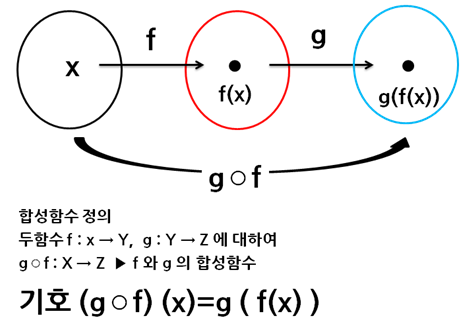 f
g
x
f(x)
g(f(x))
g○f
합성함수 정의
두함수 f : x → Y, g : Y → Z 에 대하여
g○f : X → Z ▶ f 와 g 의 합성함수
기호 (g○f) (x)=g ( f(x) )